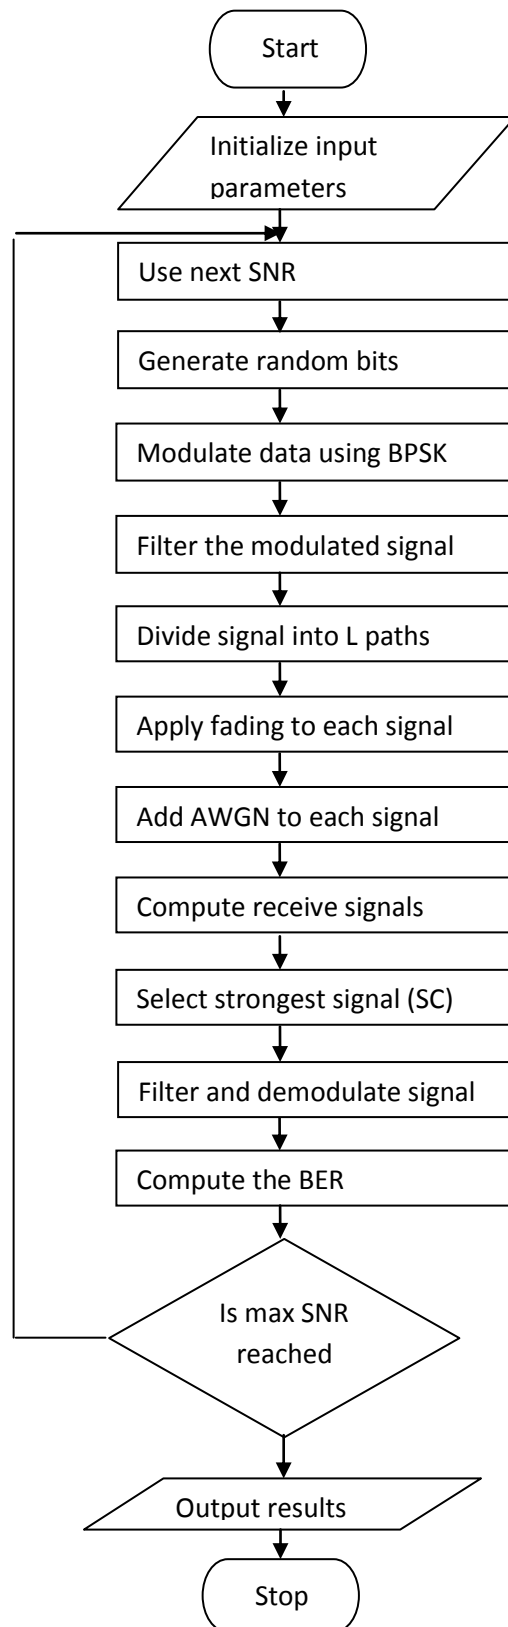 Start
Initialize input
parameters
Use next SNR
Generate random bits
Modulate data using BPSK
Filter the modulated signal
Divide signal into L paths
Apply fading to each signal
Add AWGN to each signal
Compute receive signals
Select strongest signal (SC)
Filter and demodulate signal
Compute the BER
Is max SNR
reached
Output results
Stop